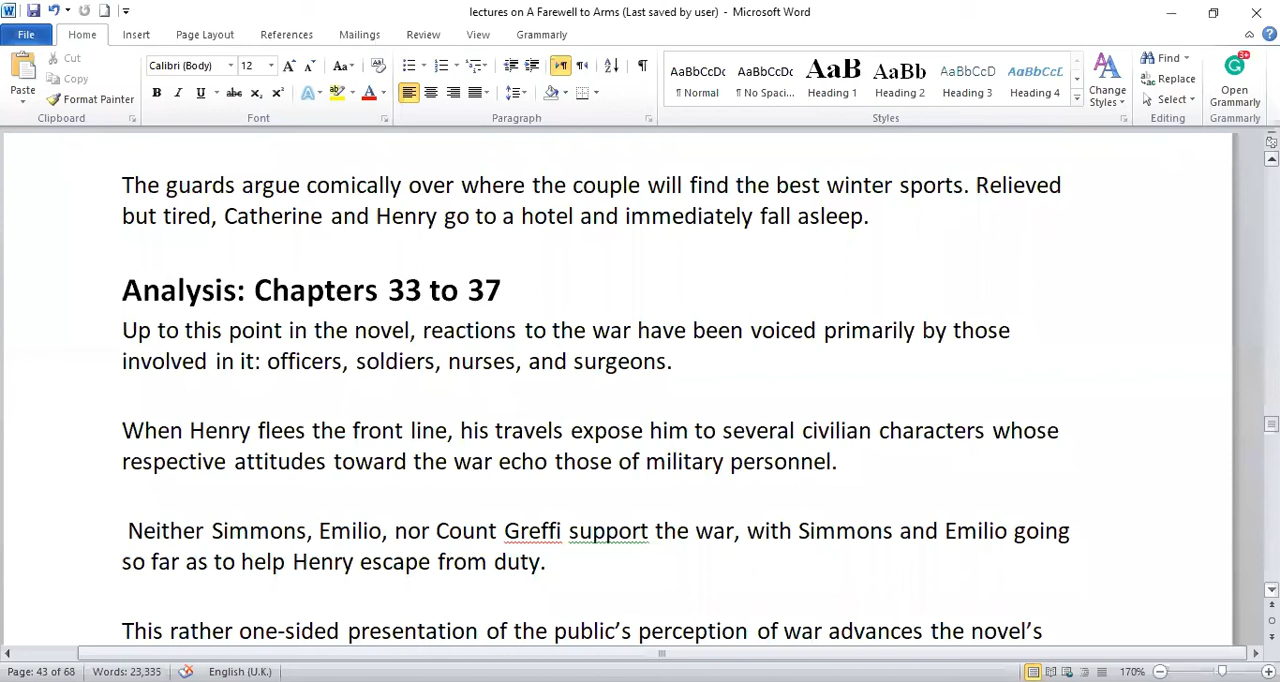 lectures on A Farewell to Arms (Last saved by user) - Microsoft Word
File Home Insert Page Layout References Mailings Review View Grammarly
Paste
Cut
Copy
Format Painter
Clipboard
Calibri (Body) 12
Font
Paragraph
AaBbCcDc ¶ Normal
AaBbCcDc ¶ No Spaci...
AaB Heading 1
AaBb Heading 2
AaBbCcD Heading 3
AaBbCcL Heading 4
Styles
Change Styles
Find
Replace
Select
Editing
Open Grammarly
Grammarly
The guards argue comically over where the couple will find the best winter sports. Relieved
but tired, Catherine and Henry go to a hotel and immediately fall asleep.
Analysis: Chapters 33 to 37
Up to this point in the novel, reactions to the war have been voiced primarily by those
involved in it: officers, soldiers, nurses, and surgeons.
When Henry flees the front line, his travels expose him to several civilian characters whose
respective attitudes toward the war echo those of military personnel.
Neither Simmons, Emilio, nor Count Greffi support the war, with Simmons and Emilio going
so far as to help Henry escape from duty.
This rather one-sided presentation of the public’s perception of war advances the novel’s
Page: 43 of 68 Words: 23,335 English (U.K.) 170%